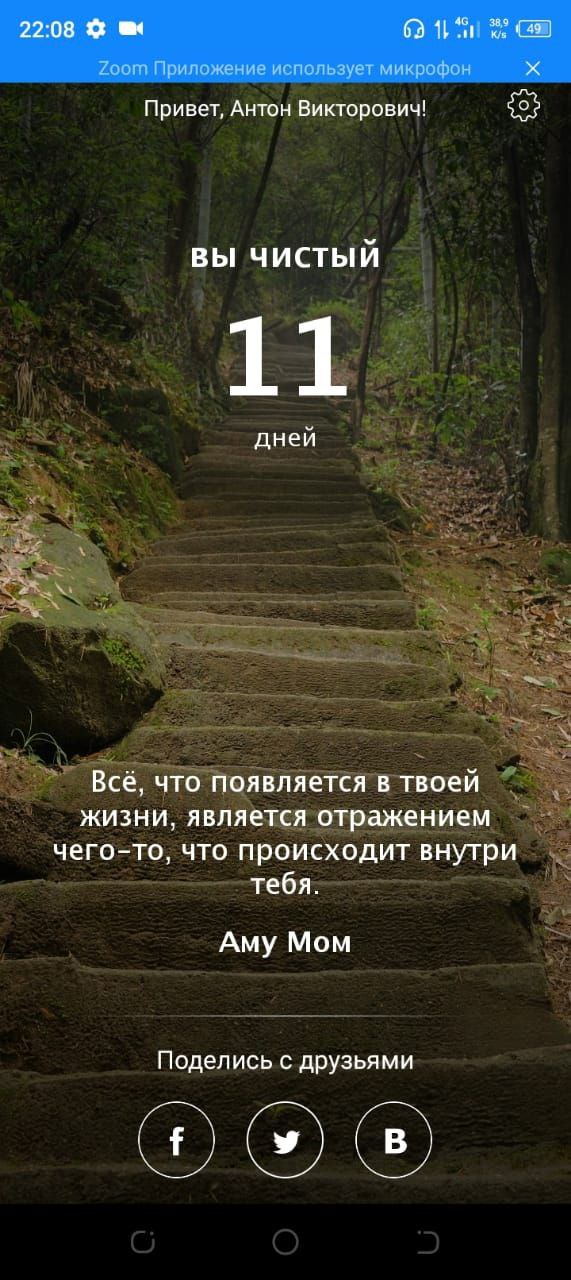 22:08
4G
38,9
K/s
49
Zoom Приложение использует микрофон
Привет, Антон Викторович!
вы чистый
11
дней
Всё, что появляется в твоей
жизни, является отражением
чего-то, что происходит внутри
тебя.
Аму Мом
Поделись с друзьями
f
B